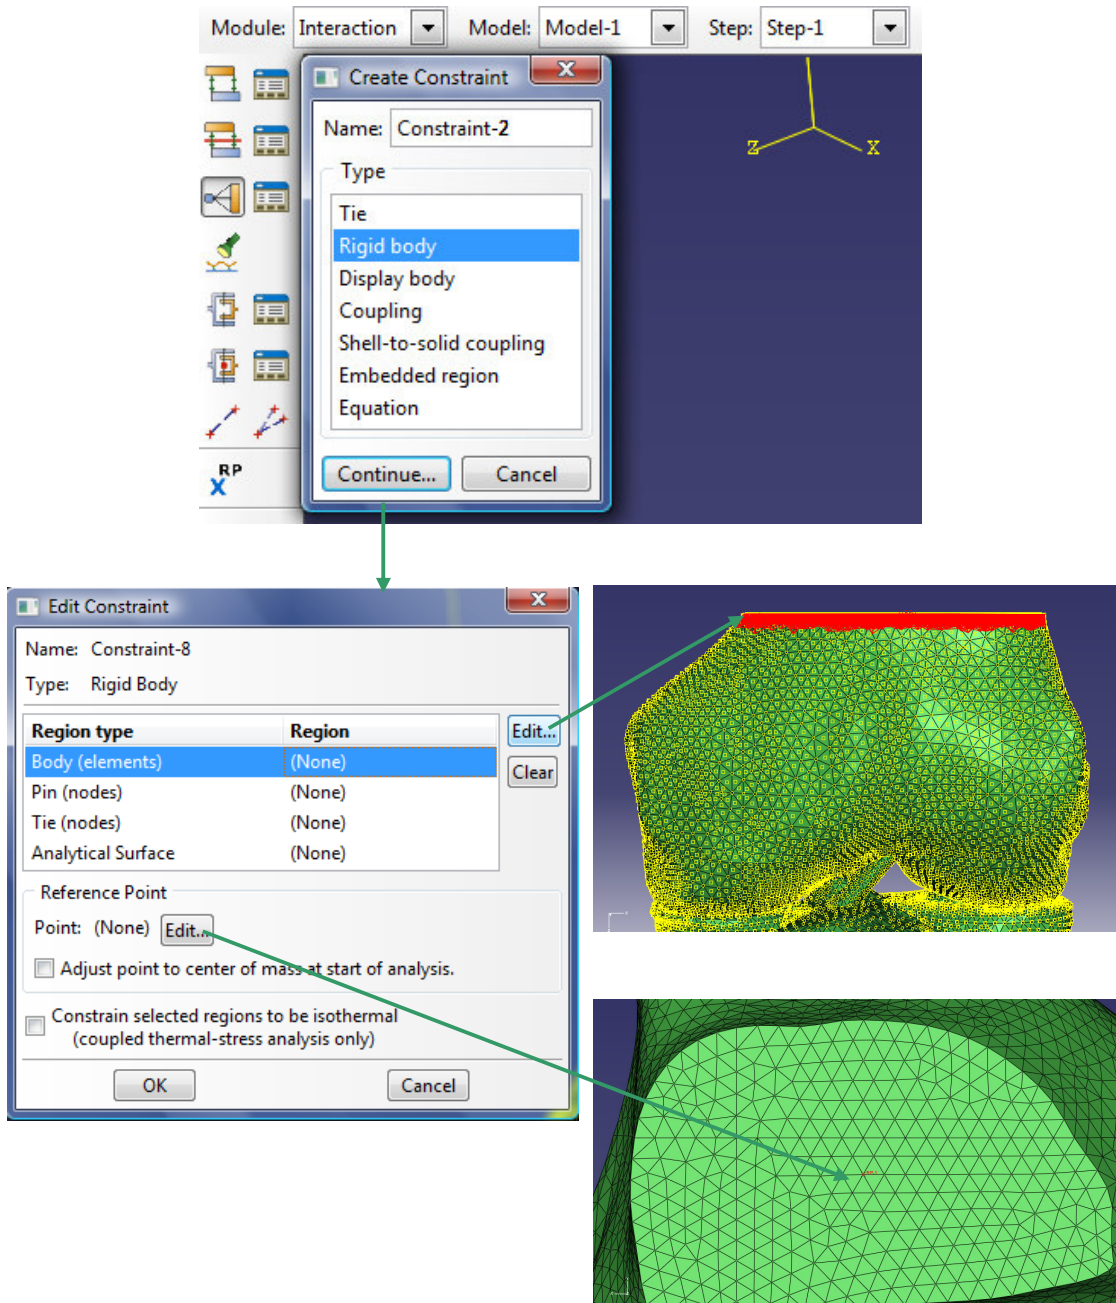 Module: Interaction Model: Model-1 Step: Step-1
Create Constraint
Name: Constraint-2
Type
Tie
Rigid body
Display body
Coupling
Shell-to-solid coupling
Embedded region
Equation
Continue... Cancel
RP
Z X
Edit Constraint
Name: Constraint-8
Type: Rigid Body
Region type Region
Body (elements) (None)
Pin (nodes) (None)
Tie (nodes) (None)
Analytical Surface (None)
Edit...
Clear
Reference Point
Point: (None) Edit...
Adjust point to center of mass at start of analysis.
Constrain selected regions to be isothermal
(coupled thermal-stress analysis only)
OK Cancel